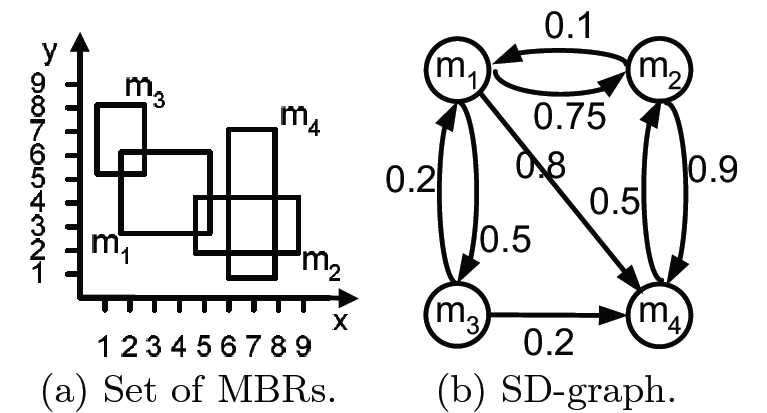 y
9
8
7
6
5
4
3
2
1
m3
m4
m1
m2
x
1 2 3 4 5 6 7 8 9
(a) Set of MBRs.
0.1
m1
m2
0.75
0.8
0.2
0.5
0.9
0.5
m3
m4
0.2
(b) SD-graph.